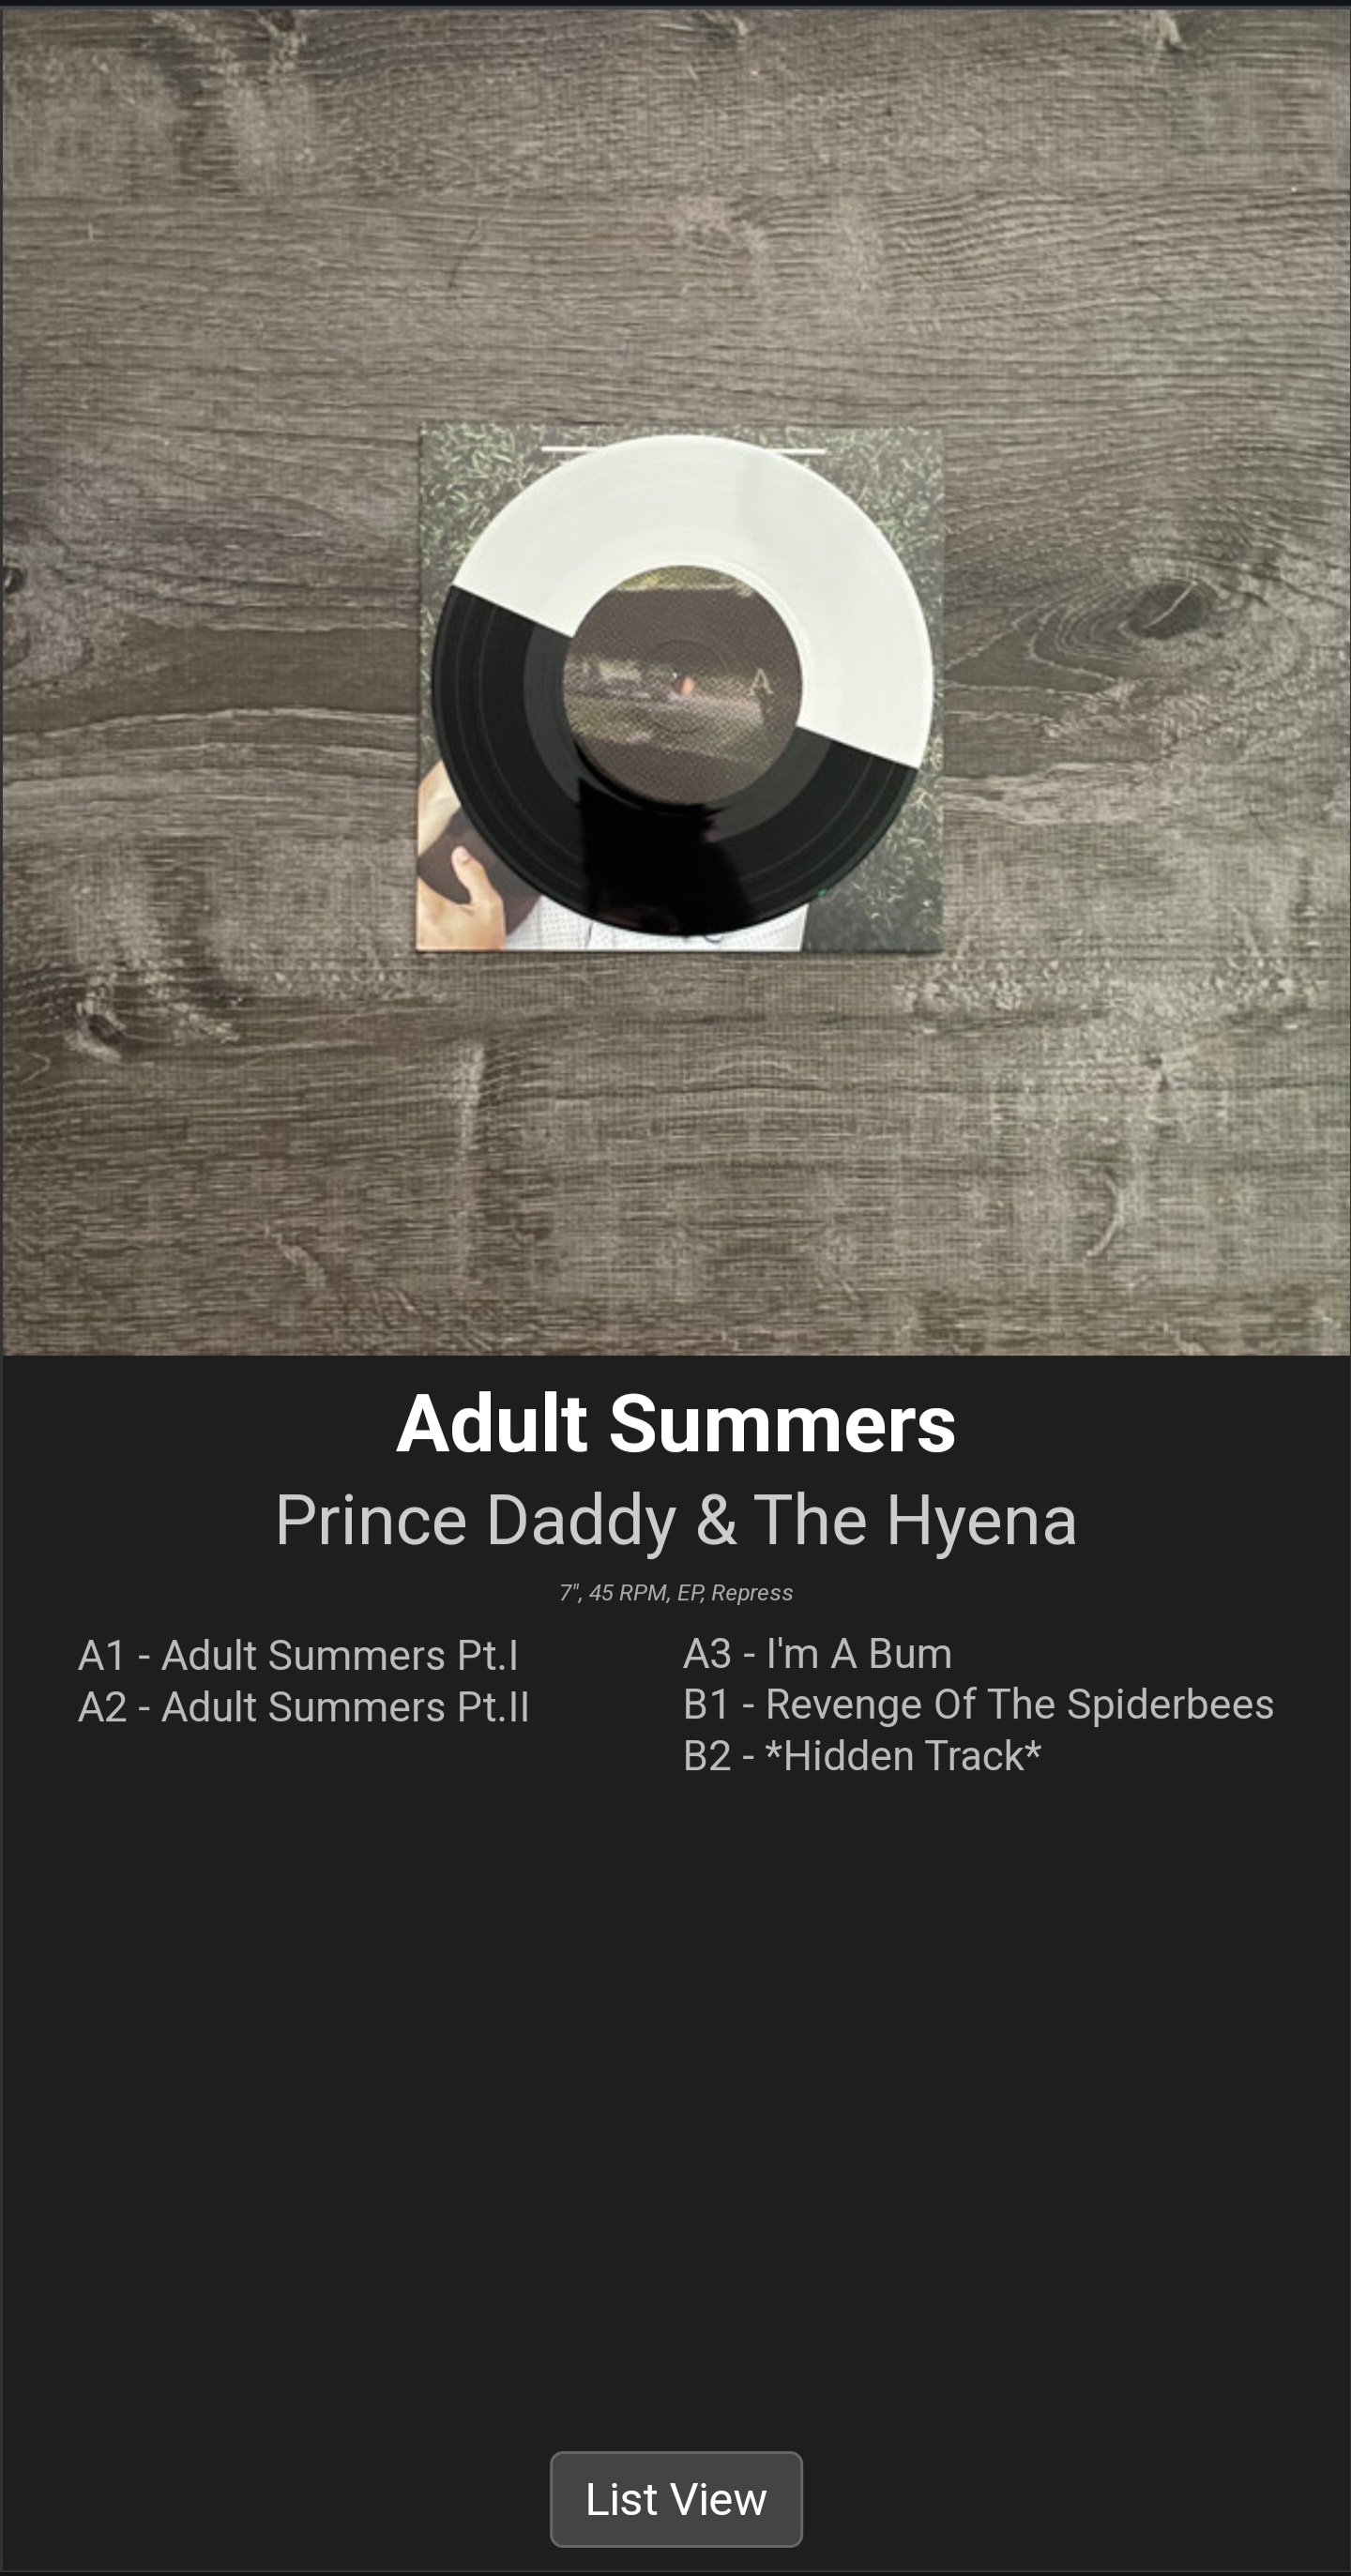 A
Adult Summers
Prince Daddy & The Hyena
7", 45 RPM, EP, Repress
A1 - Adult Summers Pt.I
A2 - Adult Summers Pt.II
A3 - I'm A Bum
B1 - Revenge Of The Spiderbees
B2 - *Hidden Track*
List View